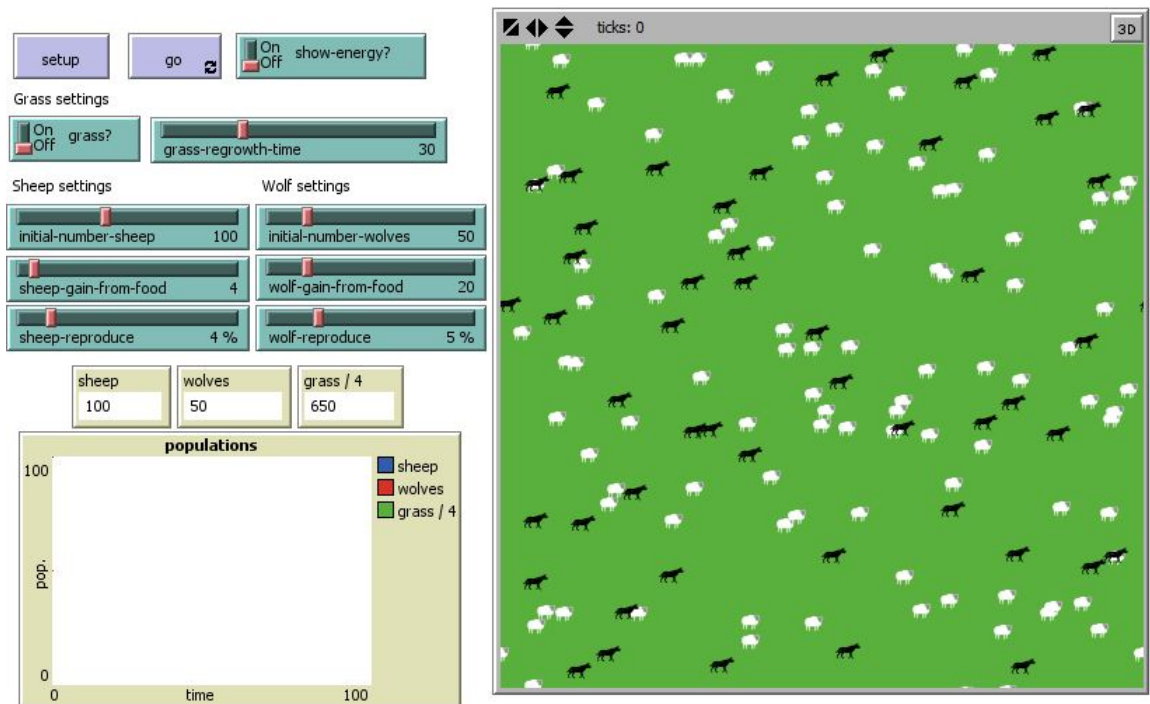 setup
go
On
Off
show-energy?
ticks: 0
3D
Grass settings
On
Off
grass?
grass-regrowth-time 30
Sheep settings
Wolf settings
initial-number-sheep 100
initial-number-wolves 50
sheep-gain-from-food 4
wolf-gain-from-food 20
sheep-reproduce 4 %
wolf-reproduce 5 %
sheep
100
wolves
50
grass / 4
650
populations
100
pop.
0
0
time
100
sheep
wolves
grass / 4